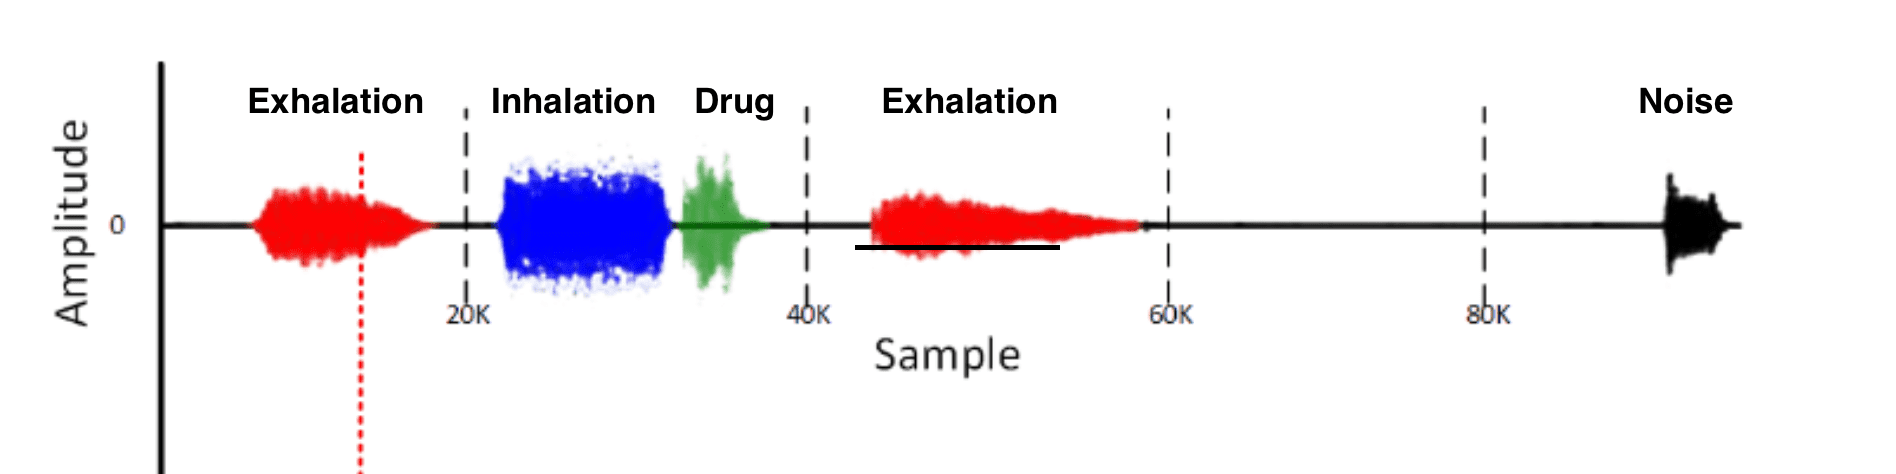 Exhalation Inhalation Drug Exhalation Noise
Amplitude
0
20K 40K 60K 80K
Sample